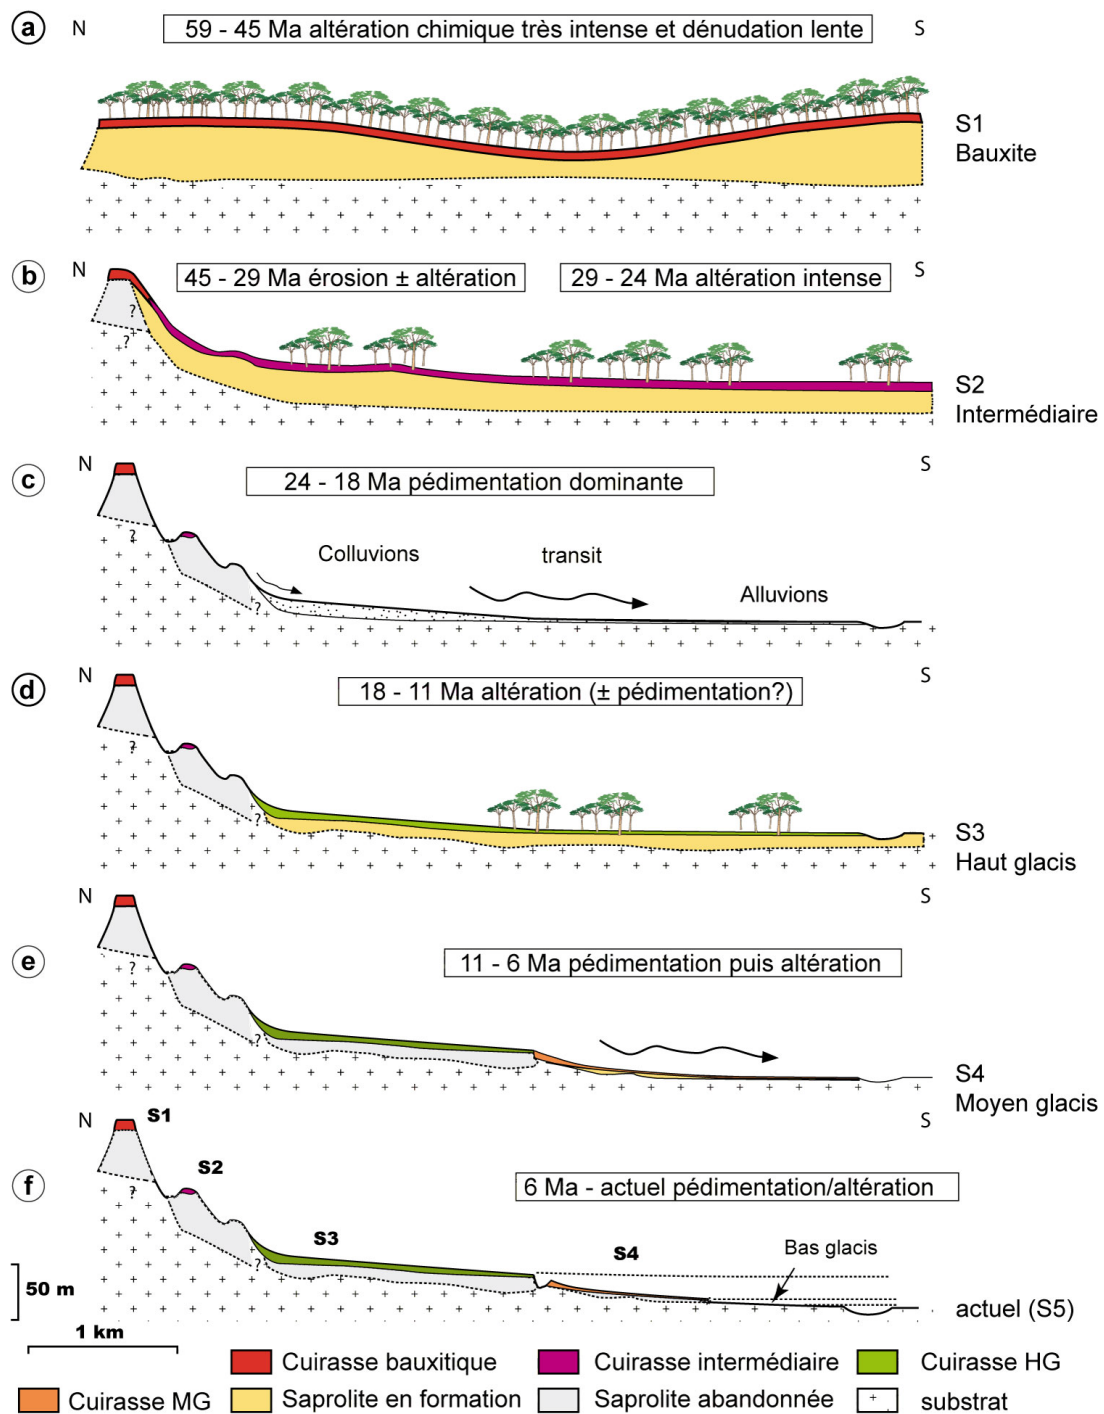 a
N
59 - 45 Ma altération chimique très intense et dénudation lente
S
S1
Bauxite
b
N
45 - 29 Ma érosion ± altération
29 - 24 Ma altération intense
S
?
?
S2
Intermédiaire
c
N
24 - 18 Ma pédimentation dominante
S
?
Colluvions
transit
Alluvions
?
d
N
18 - 11 Ma altération (± pédimentation?)
S
?
?
S3
Haut glacis
e
N
S
11 - 6 Ma pédimentation puis altération
?
?
S4
Moyen glacis
f
N
S1
S
S2
6 Ma - actuel pédimentation/altération
?
S3
S4
Bas glacis
?
50 m
actuel (S5)
1 km
Cuirasse bauxitique
Cuirasse intermédiaire
Cuirasse HG
Cuirasse MG
Saprolite en formation
Saprolite abandonnée
substrat